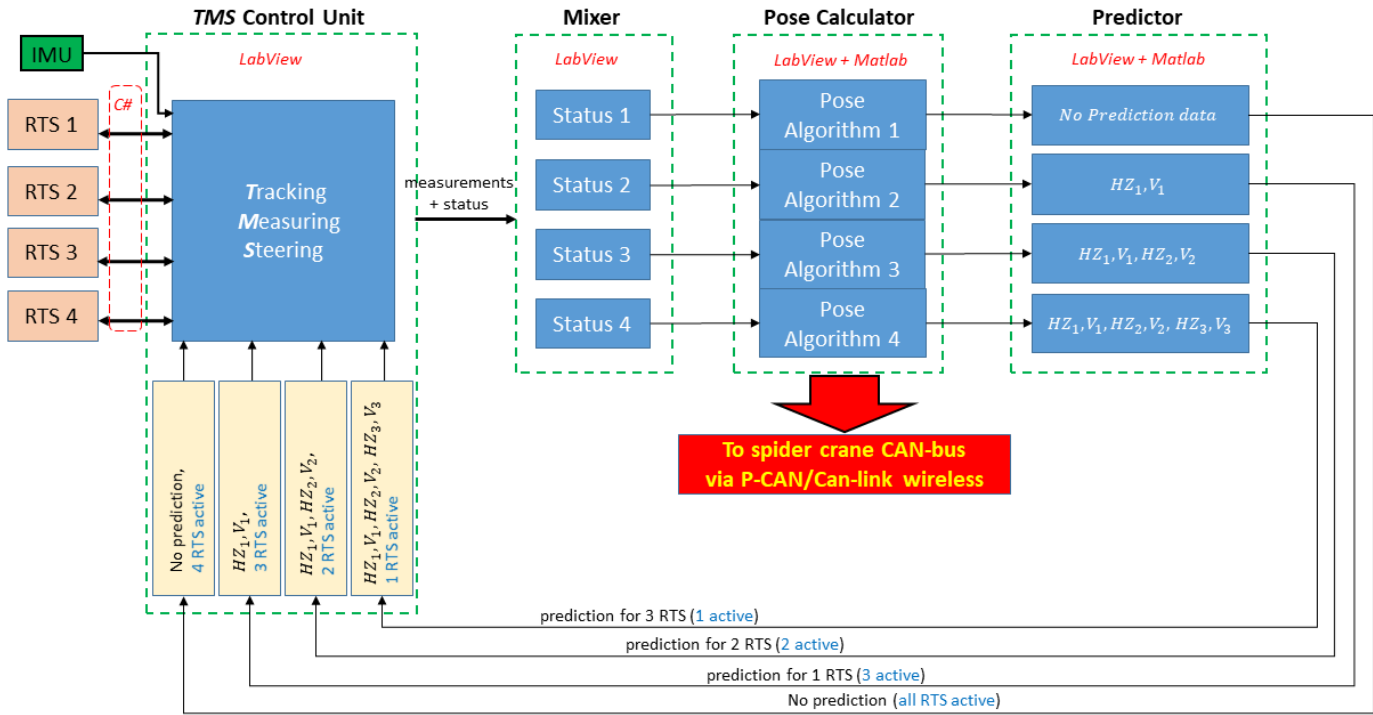 TMS Control Unit
Mixer
Pose Calculator
Predictor
IMU
LabView
LabView
LabView + Matlab
LabView + Matlab
C#
RTS 1
RTS 2
RTS 3
RTS 4
Tracking
Measuring
Steering
measurements
+ status
Status 1
Status 2
Status 3
Status 4
Pose
Algorithm 1
Pose
Algorithm 2
Pose
Algorithm 3
Pose
Algorithm 4
No Prediction data
HZ₁, V₁
HZ₁, V₁, HZ₂, V₂
HZ₁, V₁, HZ₂, V₂, HZ₃, V₃
To spider crane CAN-bus
via P-CAN/Can-link wireless
No prediction,
4 RTS active
HZ₁, V₁,
3 RTS active
HZ₁, V₁, HZ₂, V₂,
2 RTS active
HZ₁, V₁, HZ₂, V₂, HZ₃, V₃
1 RTS active
prediction for 3 RTS (1 active)
prediction for 2 RTS (2 active)
prediction for 1 RTS (3 active)
No prediction (all RTS active)